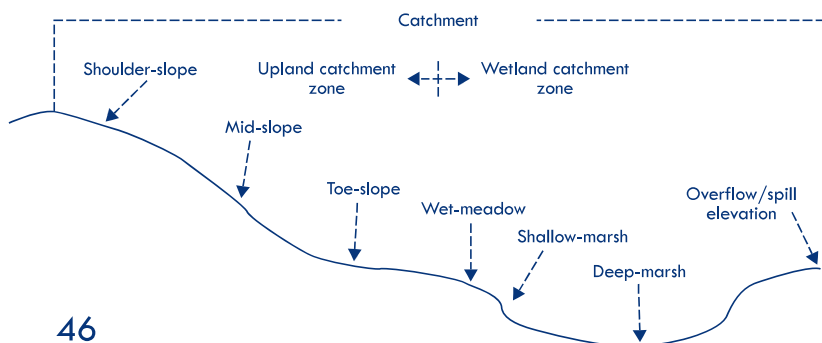 Catchment
Shoulder-slope
Upland catchment
zone
Wetland catchment
zone
Mid-slope
Toe-slope
Wet-meadow
Shallow-marsh
Deep-marsh
Overflow/spill
elevation
46